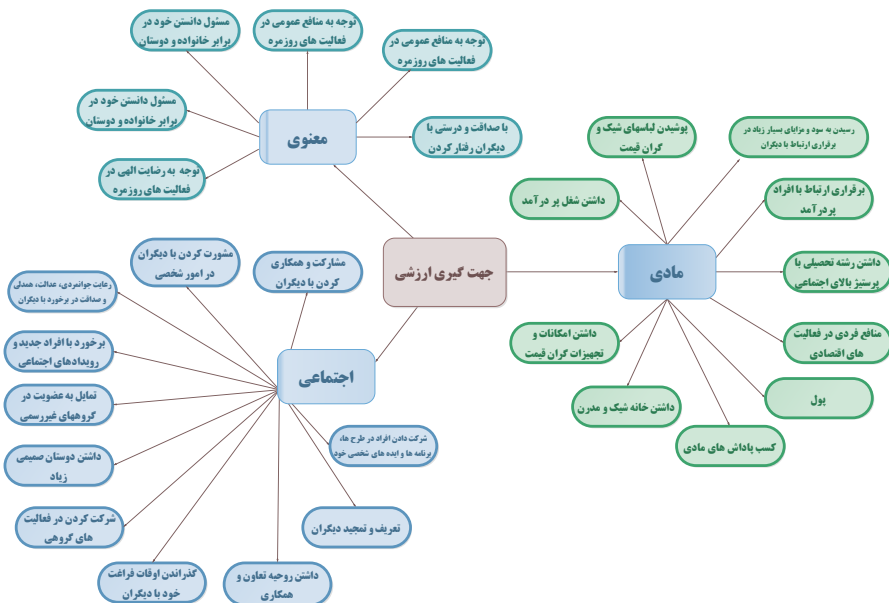 جهت گیری ارزشی
معنوی
توجه به منافع عمومی در
فعالیت های روزمره
توجه به منافع عمومی در
فعالیت های روزمره
مسئول دانستن خود در
برابر خانواده و دوستان
مسئول دانستن خود در
برابر خانواده و دوستان
با صداقت و درستی با
دیگران رفتار کردن
توجه به رضایت الهی در
فعالیت های روزمره
مادی
رسیدن به سود و مزایای بسیار زیاد در
برقراری ارتباط با دیگران
پوشیدن لباسهای شیک و
گران قیمت
برقراری ارتباط با افراد
پردرآمد
داشتن شغل پر درآمد
داشتن رشته تحصیلی با
پرستیژ بالای اجتماعی
منافع فردی در فعالیت
های اقتصادی
داشتن امکانات و
تجهیزات گران قیمت
پول
داشتن خانه شیک و مدرن
کسب پاداش های مادی
اجتماعی
مشارکت و همکاری
کردن با دیگران
مشورت کردن با دیگران
در امور شخصی
رعایت جوانمردی، عدالت، همدلی
و صداقت در برخورد با دیگران
برخورد با افراد جدید و
رویدادهای اجتماعی
تمایل به عضویت در
گروههای غیررسمی
داشتن دوستان صمیمی
زیاد
شرکت کردن در فعالیت
های گروهی
گذراندن اوقات فراغت
خود با دیگران
داشتن روحیه تعاون و
همکاری
تعریف و تمجید دیگران
شرکت دادن افراد در طرح ها،
برنامه ها و ایده های شخصی خود